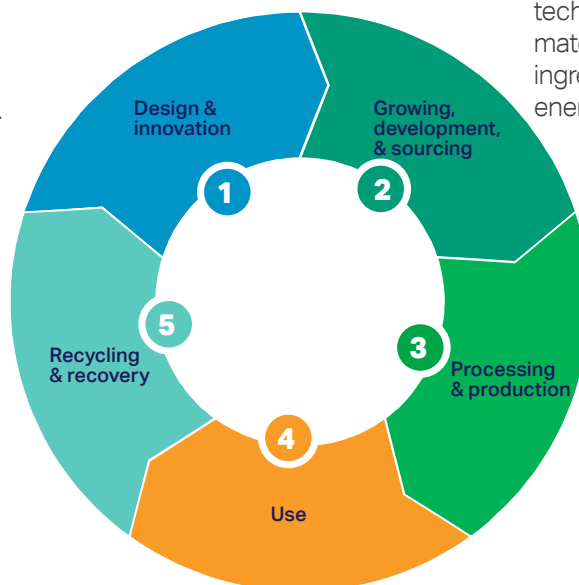 Design &
innovation
1
Growing,
development,
& sourcing
2
3
Processing
& production
4
Use
5
Recycling
& recovery